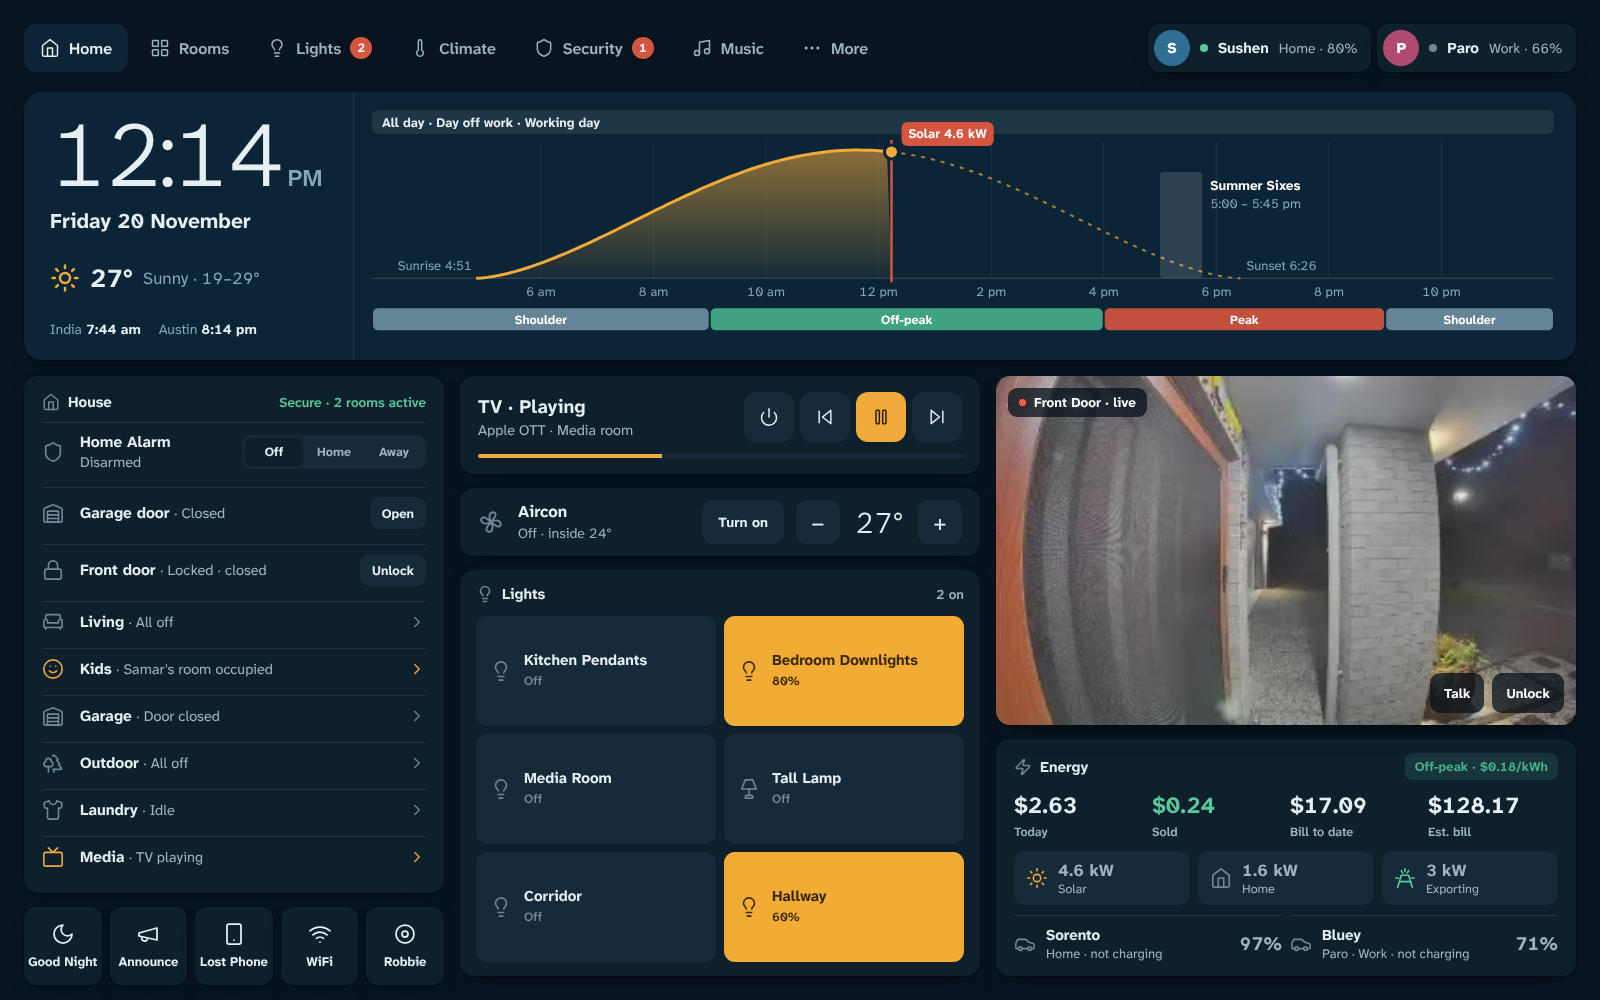 Home
Rooms
Lights 2
Climate
Security 1
Music
More
S Sushen Home · 80%
P Paro Work · 66%
12:14 PM
Friday 20 November
27° Sunny · 19–29°
India 7:44 am Austin 8:14 pm
All day · Day off work · Working day
Solar 4.6 kW
Summer Sixes
5:00 – 5:45 pm
Sunrise 4:51
Sunset 6:26
6 am 8 am 10 am 12 pm 2 pm 4 pm 6 pm 8 pm 10 pm
Shoulder Off-peak Peak Shoulder
House
Secure · 2 rooms active
Home Alarm
Disarmed
Off Home Away
Garage door · Closed
Open
Front door · Locked · closed
Unlock
Living · All off
Kids · Samar's room occupied
Garage · Door closed
Outdoor · All off
Laundry · Idle
Media · TV playing
Good Night
Announce
Lost Phone
WiFi
Robbie
TV · Playing
Apple OTT · Media room
Aircon
Off · inside 24°
Turn on
− 27° +
Lights
2 on
Kitchen Pendants
Off
Bedroom Downlights
80%
Media Room
Off
Tall Lamp
Off
Corridor
Off
Hallway
60%
Front Door · live
Talk
Unlock
Energy
Off-peak · $0.18/kWh
$2.63
Today
$0.24
Sold
$17.09
Bill to date
$128.17
Est. bill
4.6 kW
Solar
1.6 kW
Home
3 kW
Exporting
Sorento
Home · not charging
97%
Bluey
Paro · Work · not charging
71%